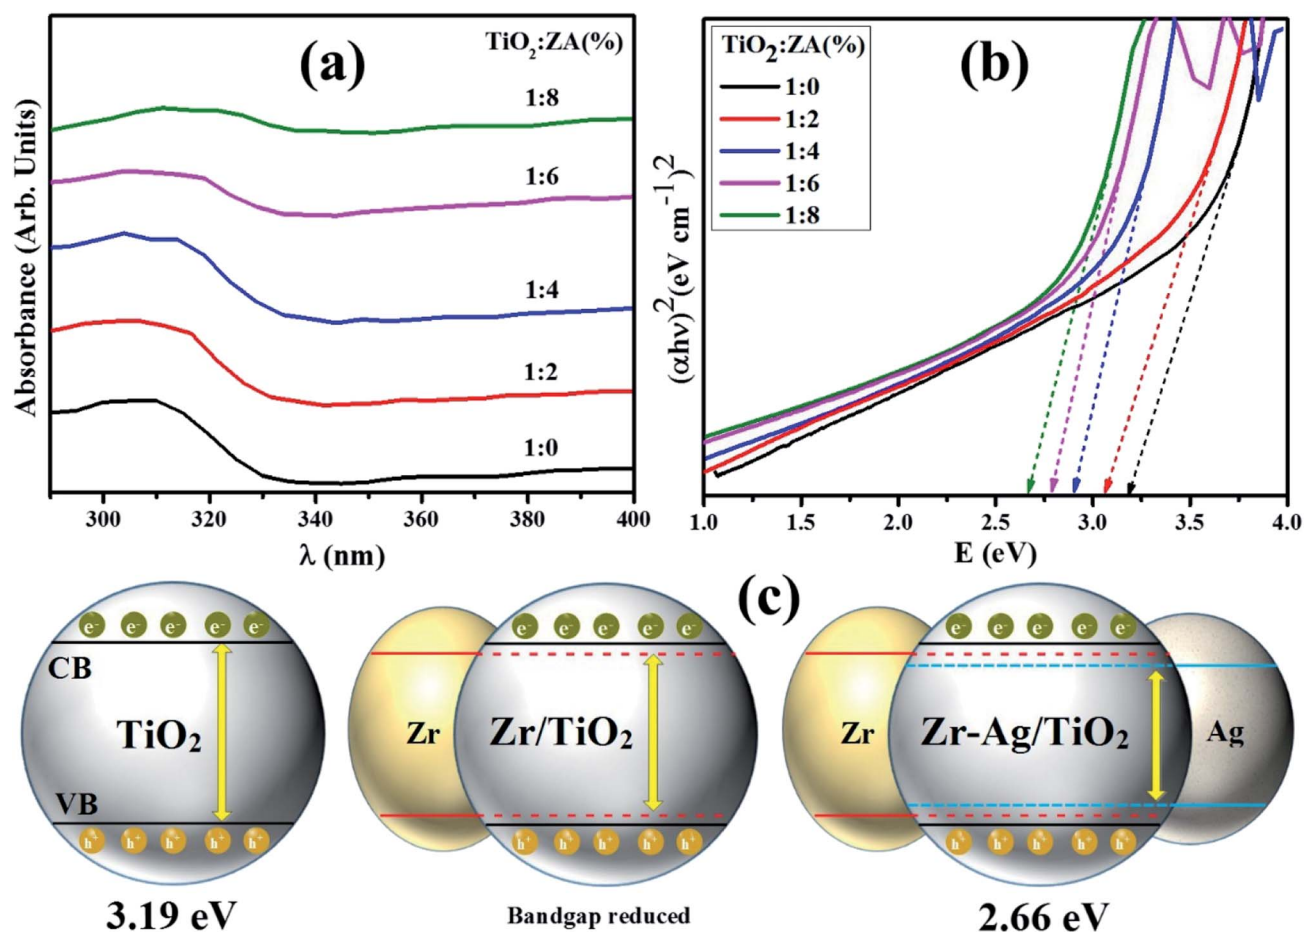 (a)
TiO₂:ZA(%)
1:8
1:6
1:4
1:2
1:0
Absorbance (Arb. Units)
300 320 340 360 380 400
λ (nm)
(b)
TiO₂:ZA(%)
1:0
1:2
1:4
1:6
1:8
(αhν)²(eV cm⁻¹)²
1.0 1.5 2.0 2.5 3.0 3.5 4.0
E (eV)
(c)
e⁻ e⁻ e⁻ e⁻ e⁻
CB
TiO₂
VB
h⁺ h⁺ h⁺ h⁺ h⁺
3.19 eV
e⁻ e⁻ e⁻ e⁻ e⁻
Zr
Zr/TiO₂
h⁺ h⁺ h⁺ h⁺ h⁺
Bandgap reduced
e⁻ e⁻ e⁻ e⁻ e⁻
Zr
Zr-Ag/TiO₂
Ag
h⁺ h⁺ h⁺ h⁺ h⁺
2.66 eV